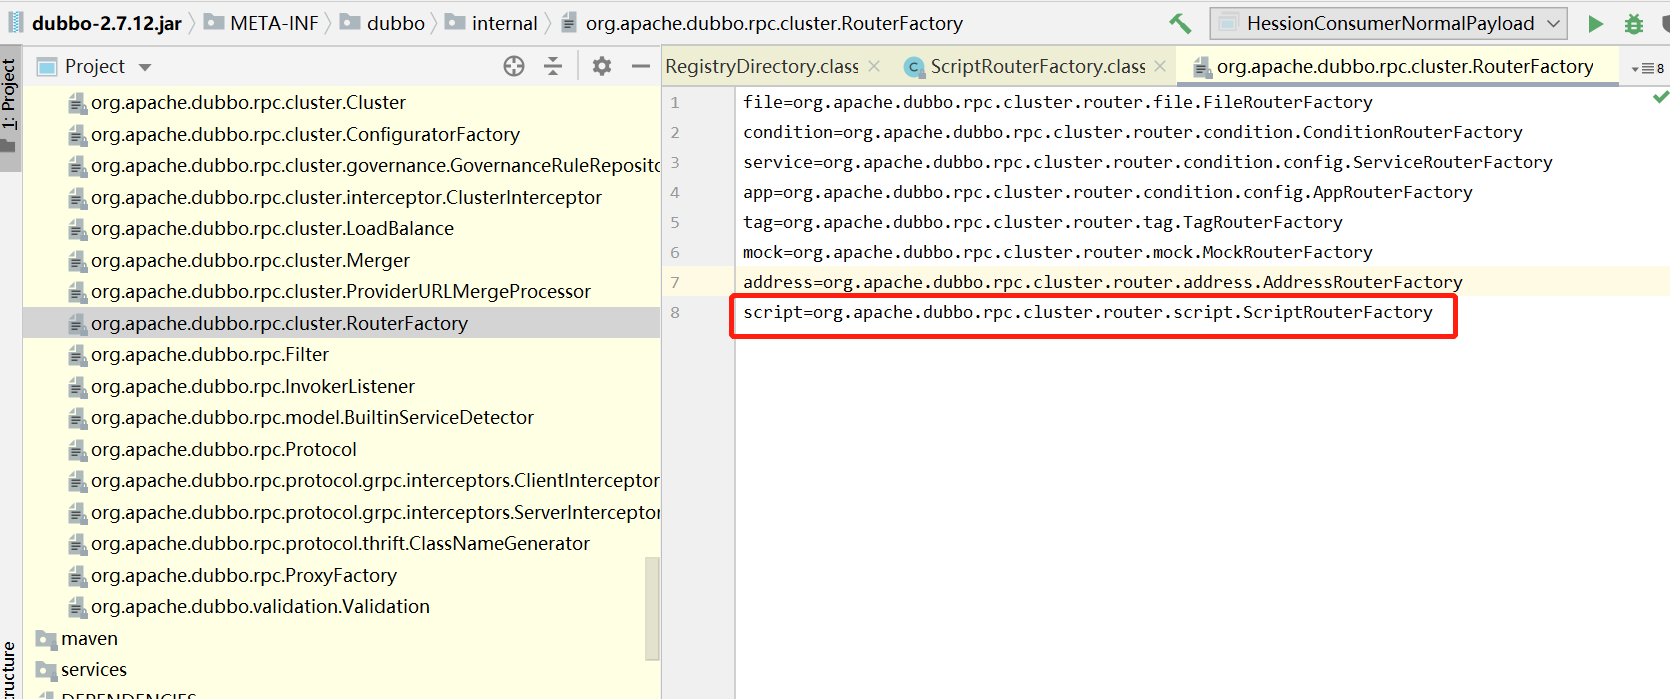 dubbo-2.7.12.jar META-INF dubbo internal org.apache.dubbo.rpc.cluster.RouterFactory HessionConsumerNormalPayload
1: Project
Project
RegistryDirectory.class ScriptRouterFactory.class org.apache.dubbo.rpc.cluster.RouterFactory 8
org.apache.dubbo.rpc.cluster.Cluster
org.apache.dubbo.rpc.cluster.ConfiguratorFactory
org.apache.dubbo.rpc.cluster.governance.GovernanceRuleReposito
org.apache.dubbo.rpc.cluster.interceptor.ClusterInterceptor
org.apache.dubbo.rpc.cluster.LoadBalance
org.apache.dubbo.rpc.cluster.Merger
org.apache.dubbo.rpc.cluster.ProviderURLMergeProcessor
org.apache.dubbo.rpc.cluster.RouterFactory
org.apache.dubbo.rpc.Filter
org.apache.dubbo.rpc.InvokerListener
org.apache.dubbo.rpc.model.BuiltinServiceDetector
org.apache.dubbo.rpc.Protocol
org.apache.dubbo.rpc.protocol.grpc.interceptors.ClientInterceptor
org.apache.dubbo.rpc.protocol.grpc.interceptors.ServerInterceptor
org.apache.dubbo.rpc.protocol.thrift.ClassNameGenerator
org.apache.dubbo.rpc.ProxyFactory
org.apache.dubbo.validation.Validation
maven
services
DEPENDENCIES
ructure
1 file=org.apache.dubbo.rpc.cluster.router.file.FileRouterFactory
2 condition=org.apache.dubbo.rpc.cluster.router.condition.ConditionRouterFactory
3 service=org.apache.dubbo.rpc.cluster.router.condition.config.ServiceRouterFactory
4 app=org.apache.dubbo.rpc.cluster.router.condition.config.AppRouterFactory
5 tag=org.apache.dubbo.rpc.cluster.router.tag.TagRouterFactory
6 mock=org.apache.dubbo.rpc.cluster.router.mock.MockRouterFactory
7 address=org.apache.dubbo.rpc.cluster.router.address.AddressRouterFactory
8 script=org.apache.dubbo.rpc.cluster.router.script.ScriptRouterFactory